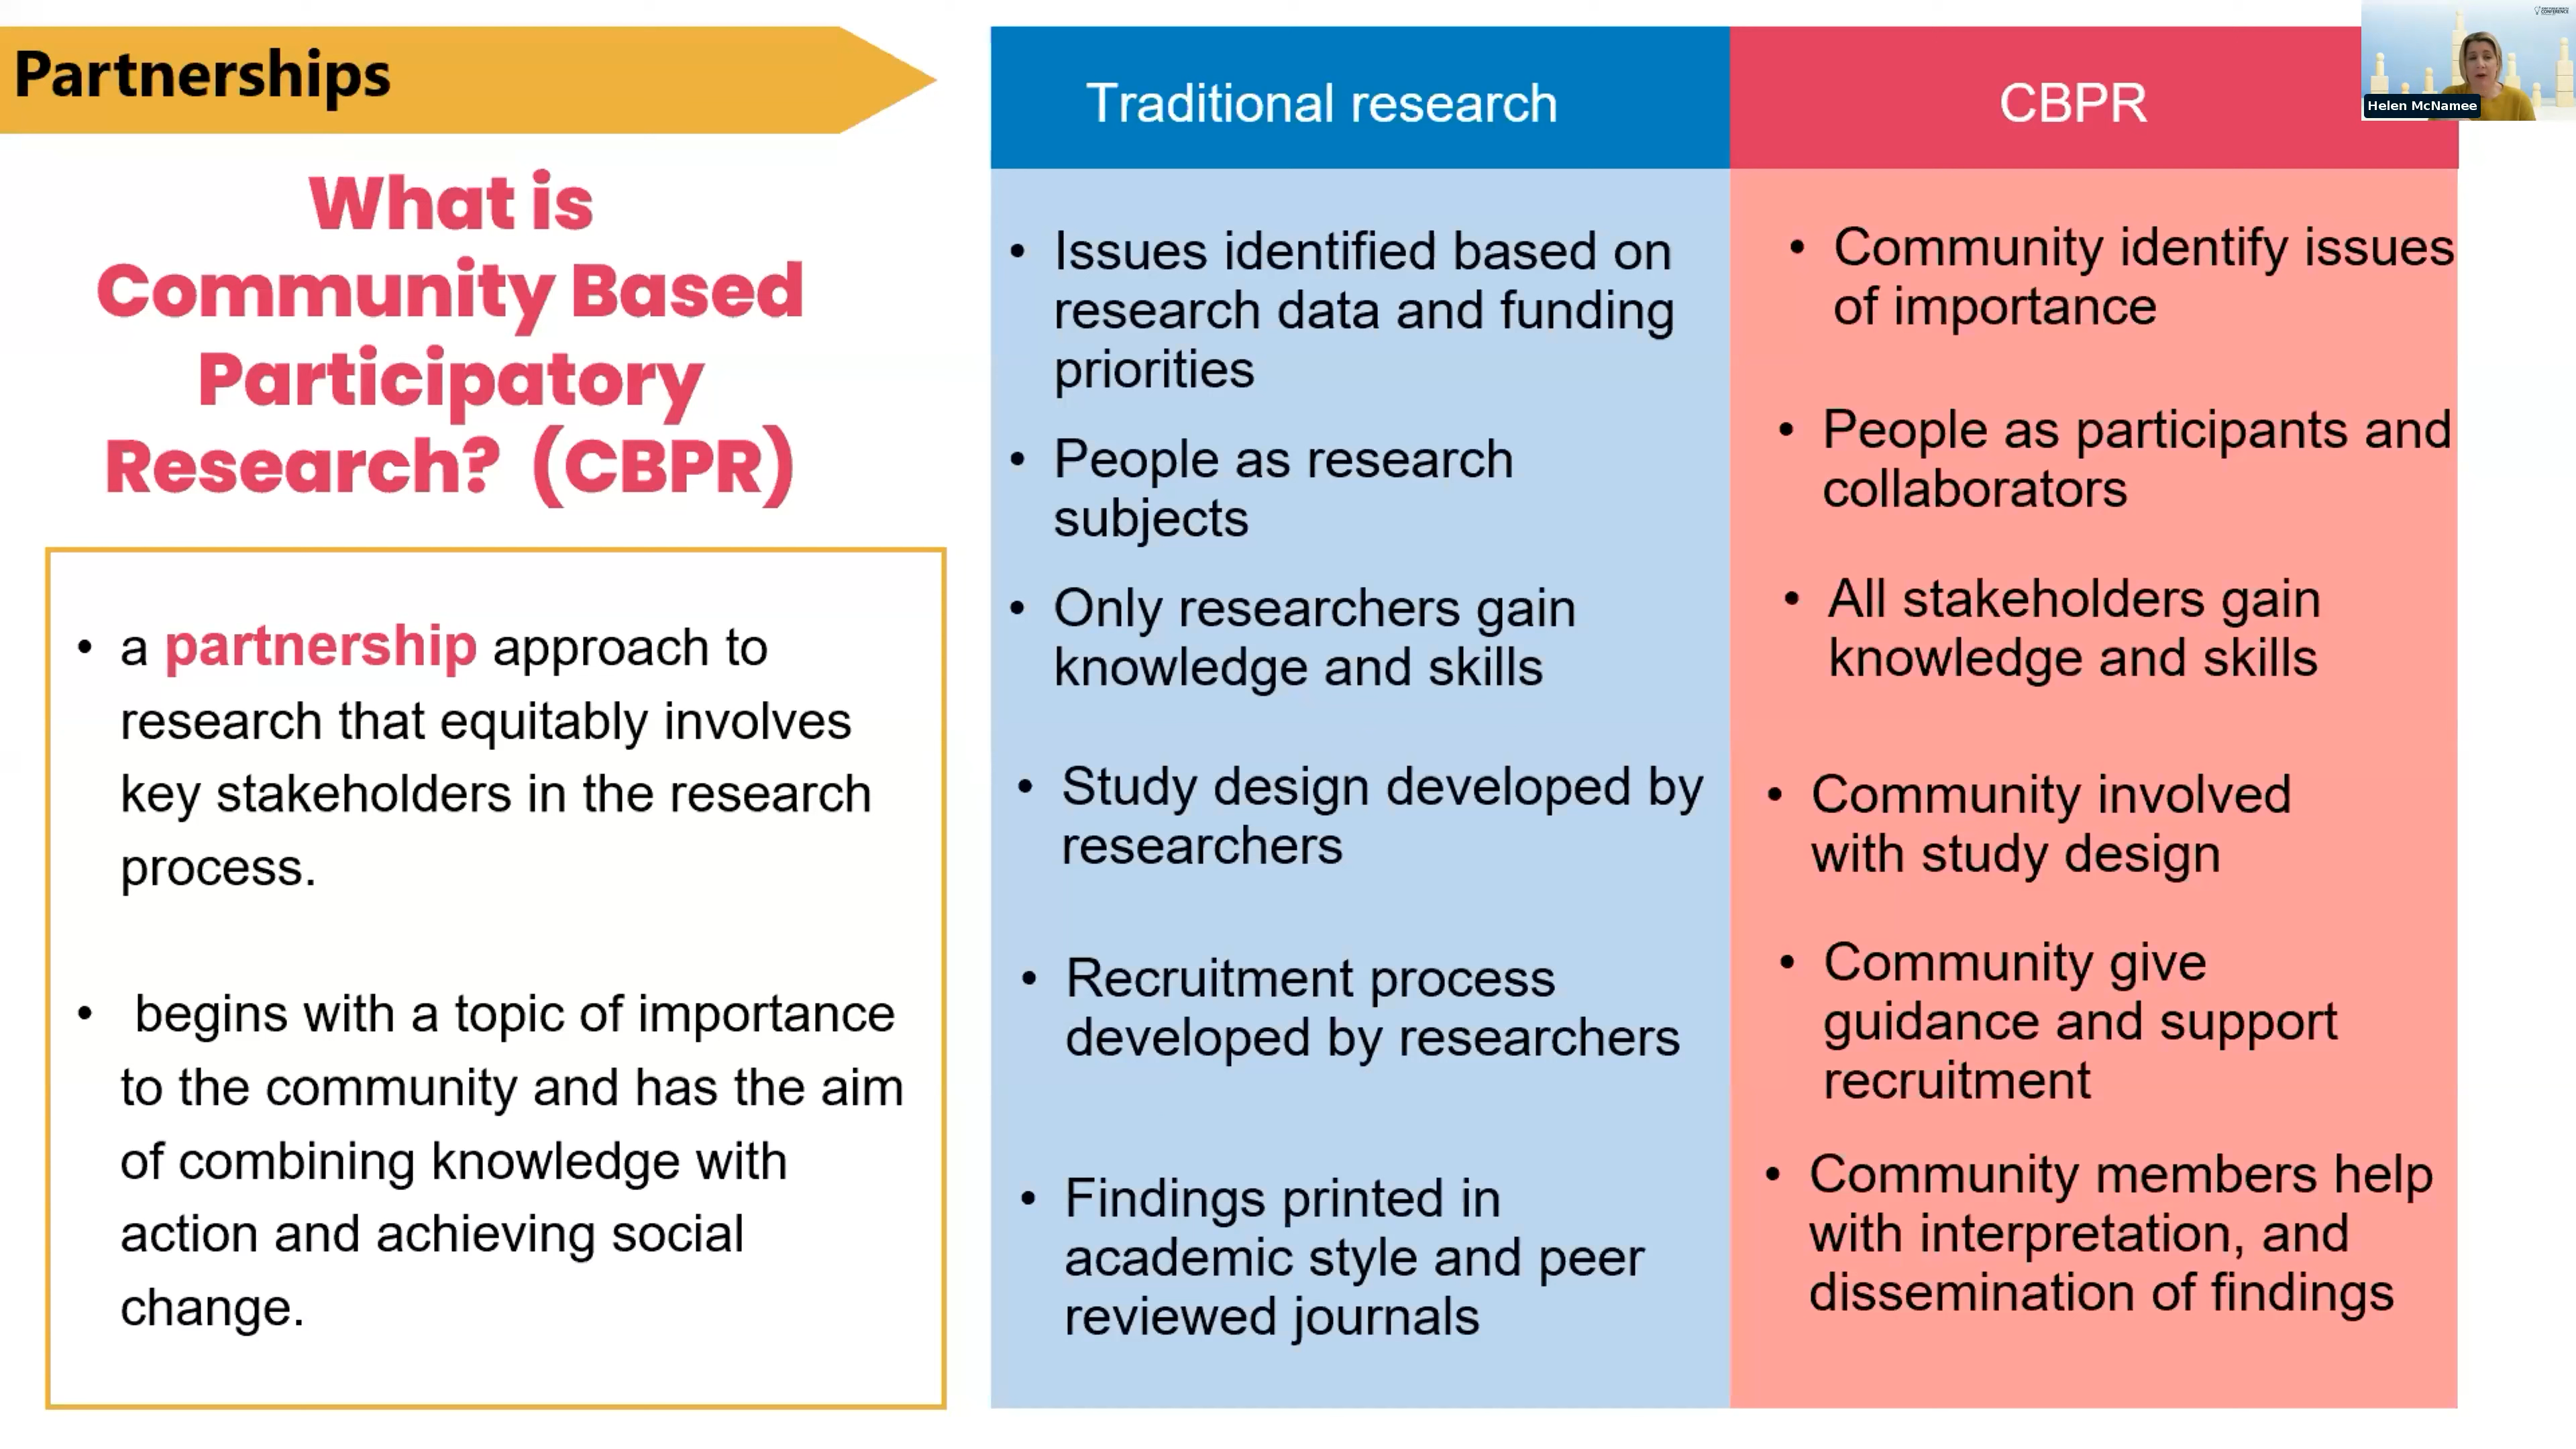 Partnerships
What is
Community Based
Participatory
Research? (CBPR)
• a partnership approach to
research that equitably involves
key stakeholders in the research
process.
• begins with a topic of importance
to the community and has the aim
of combining knowledge with
action and achieving social
change.
Traditional research
• Issues identified based on
research data and funding
priorities
• People as research
subjects
• Only researchers gain
knowledge and skills
• Study design developed by
researchers
• Recruitment process
developed by researchers
• Findings printed in
academic style and peer
reviewed journals
CBPR
• Community identify issues
of importance
• People as participants and
collaborators
• All stakeholders gain
knowledge and skills
• Community involved
with study design
• Community give
guidance and support
recruitment
• Community members help
with interpretation, and
dissemination of findings
CONFERENCE
Helen McNamee